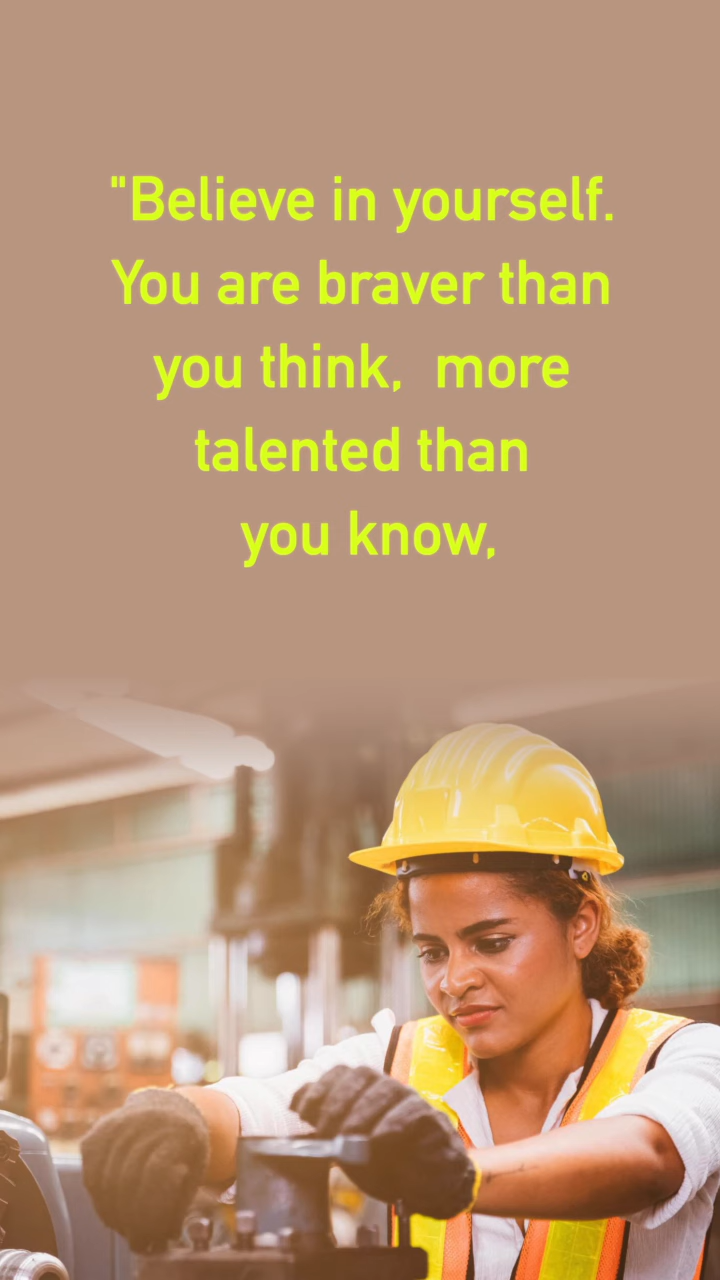 "Believe in yourself.
You are braver than
you think,  more
talented than
you know,